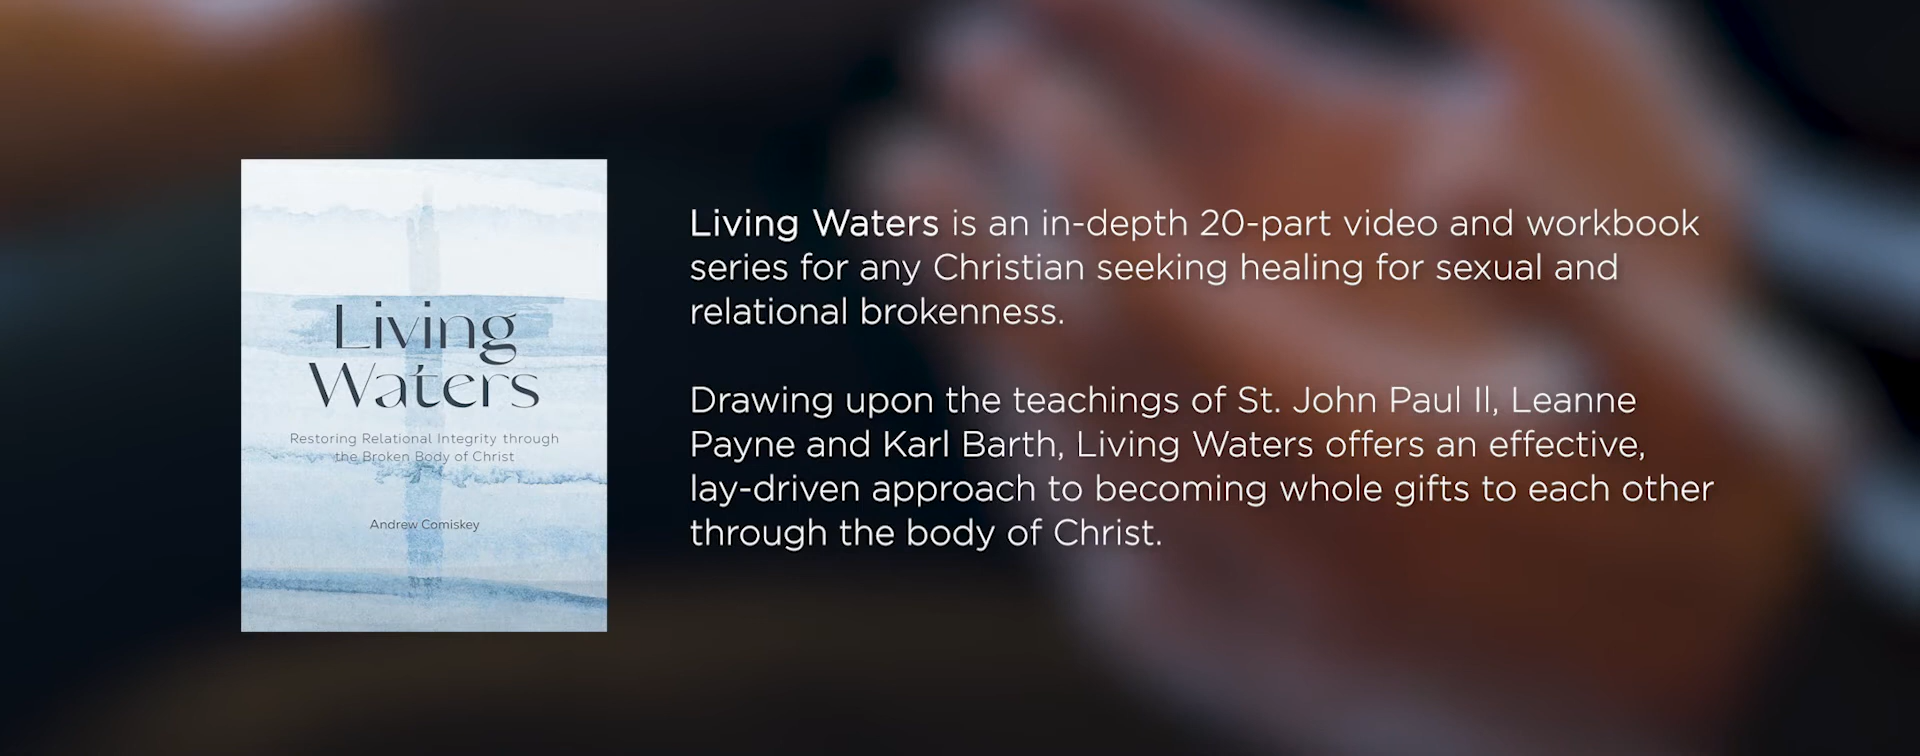 Living
Waters
Restoring Relational Integrity through
the Broken Body of Christ
Andrew Comiskey
Living Waters is an in-depth 20-part video and workbook
series for any Christian seeking healing for sexual and
relational brokenness.
Drawing upon the teachings of St. John Paul II, Leanne
Payne and Karl Barth, Living Waters offers an effective,
lay-driven approach to becoming whole gifts to each other
through the body of Christ.